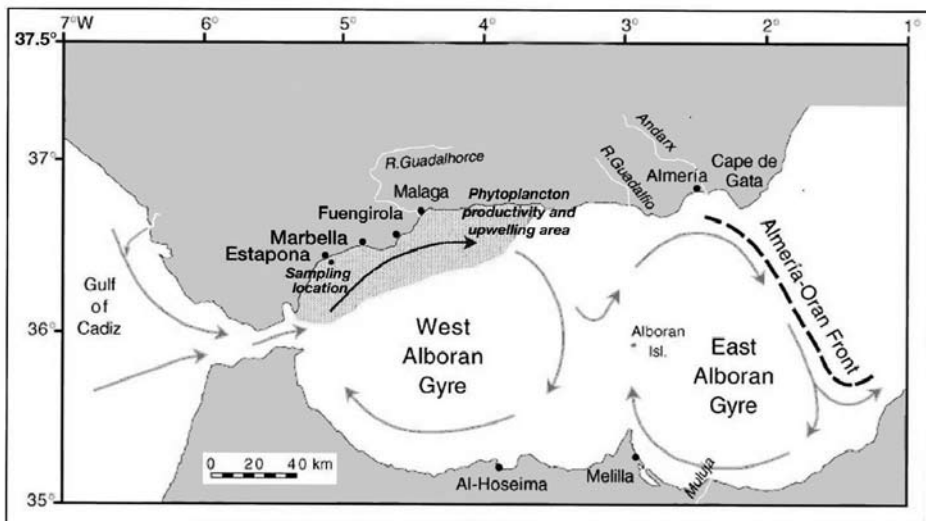 7°W 6° 5° 4° 3° 2° 1°
37.5°
37°
36°
35°
Andarx
R.Guadalhorce
R.Guadalfio
Almería
Cape de
Gata
Malaga
Phytoplancton
productivity and
upwelling area
Fuengirola
Marbella
Estapona
Sampling
location
Almería-Oran Front
Gulf
of
Cadiz
West
Alboran
Gyre
Alboran
Isl.
East
Alboran
Gyre
0 20 40 km
Al-Hoseima
Melilla
Muluja